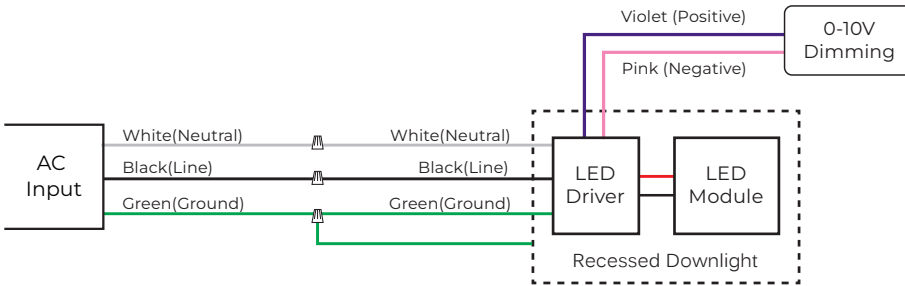 Violet (Positive)
0-10V
Dimming
Pink (Negative)
White(Neutral)
White(Neutral)
AC
Input
Black(Line)
Black(Line)
LED
Driver
LED
Module
Green(Ground)
Green(Ground)
Recessed Downlight